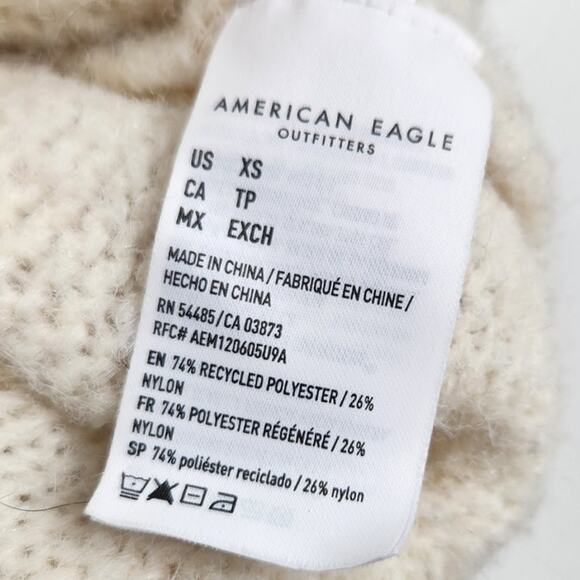 AMERICAN EAGLE
OUTFITTERS
US XS
CA TP
MX EXCH
MADE IN CHINA / FABRIQUÉ EN CHINE /
HECHO EN CHINA
RN 54485 / CA 03873
RFC# AEM120605U9A
EN 74% RECYCLED POLYESTER / 26%
NYLON
FR 74% POLYESTER RÉGÉNÉRÉ / 26%
NYLON
SP 74% poliéster reciclado / 26% nylon